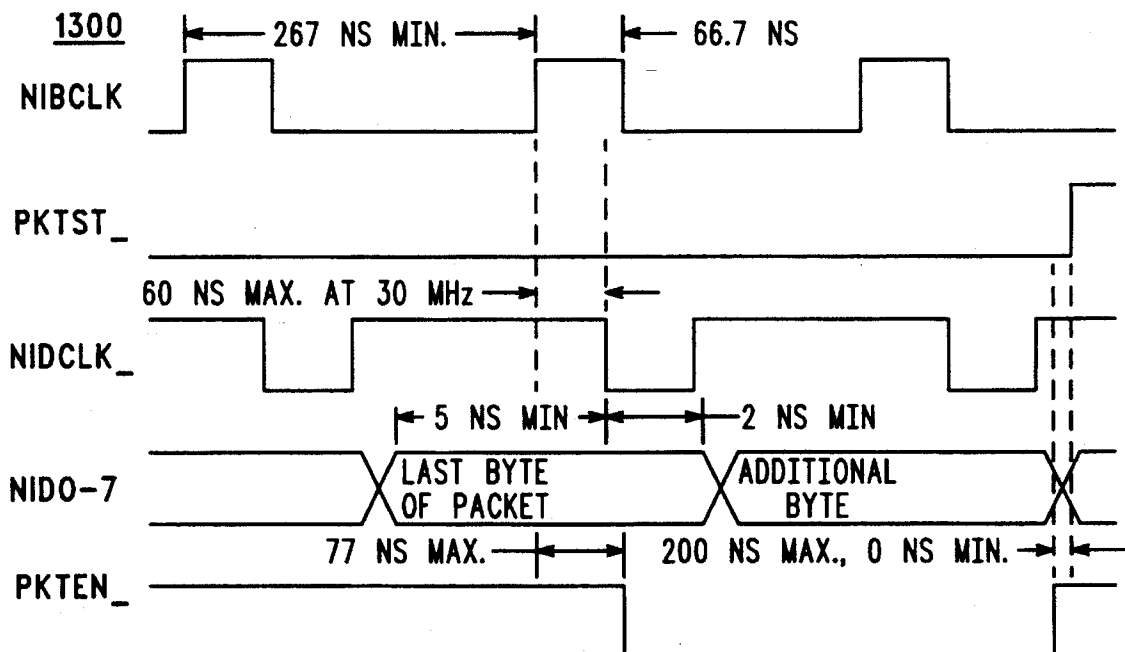 1300
267 NS MIN.
66.7 NS
NIBCLK
PKTST_
60 NS MAX. AT 30 MHz
NIDCLK_
5 NS MIN
2 NS MIN
NIDO-7
LAST BYTE
OF PACKET
ADDITIONAL
BYTE
77 NS MAX.
200 NS MAX., 0 NS MIN.
PKTEN_